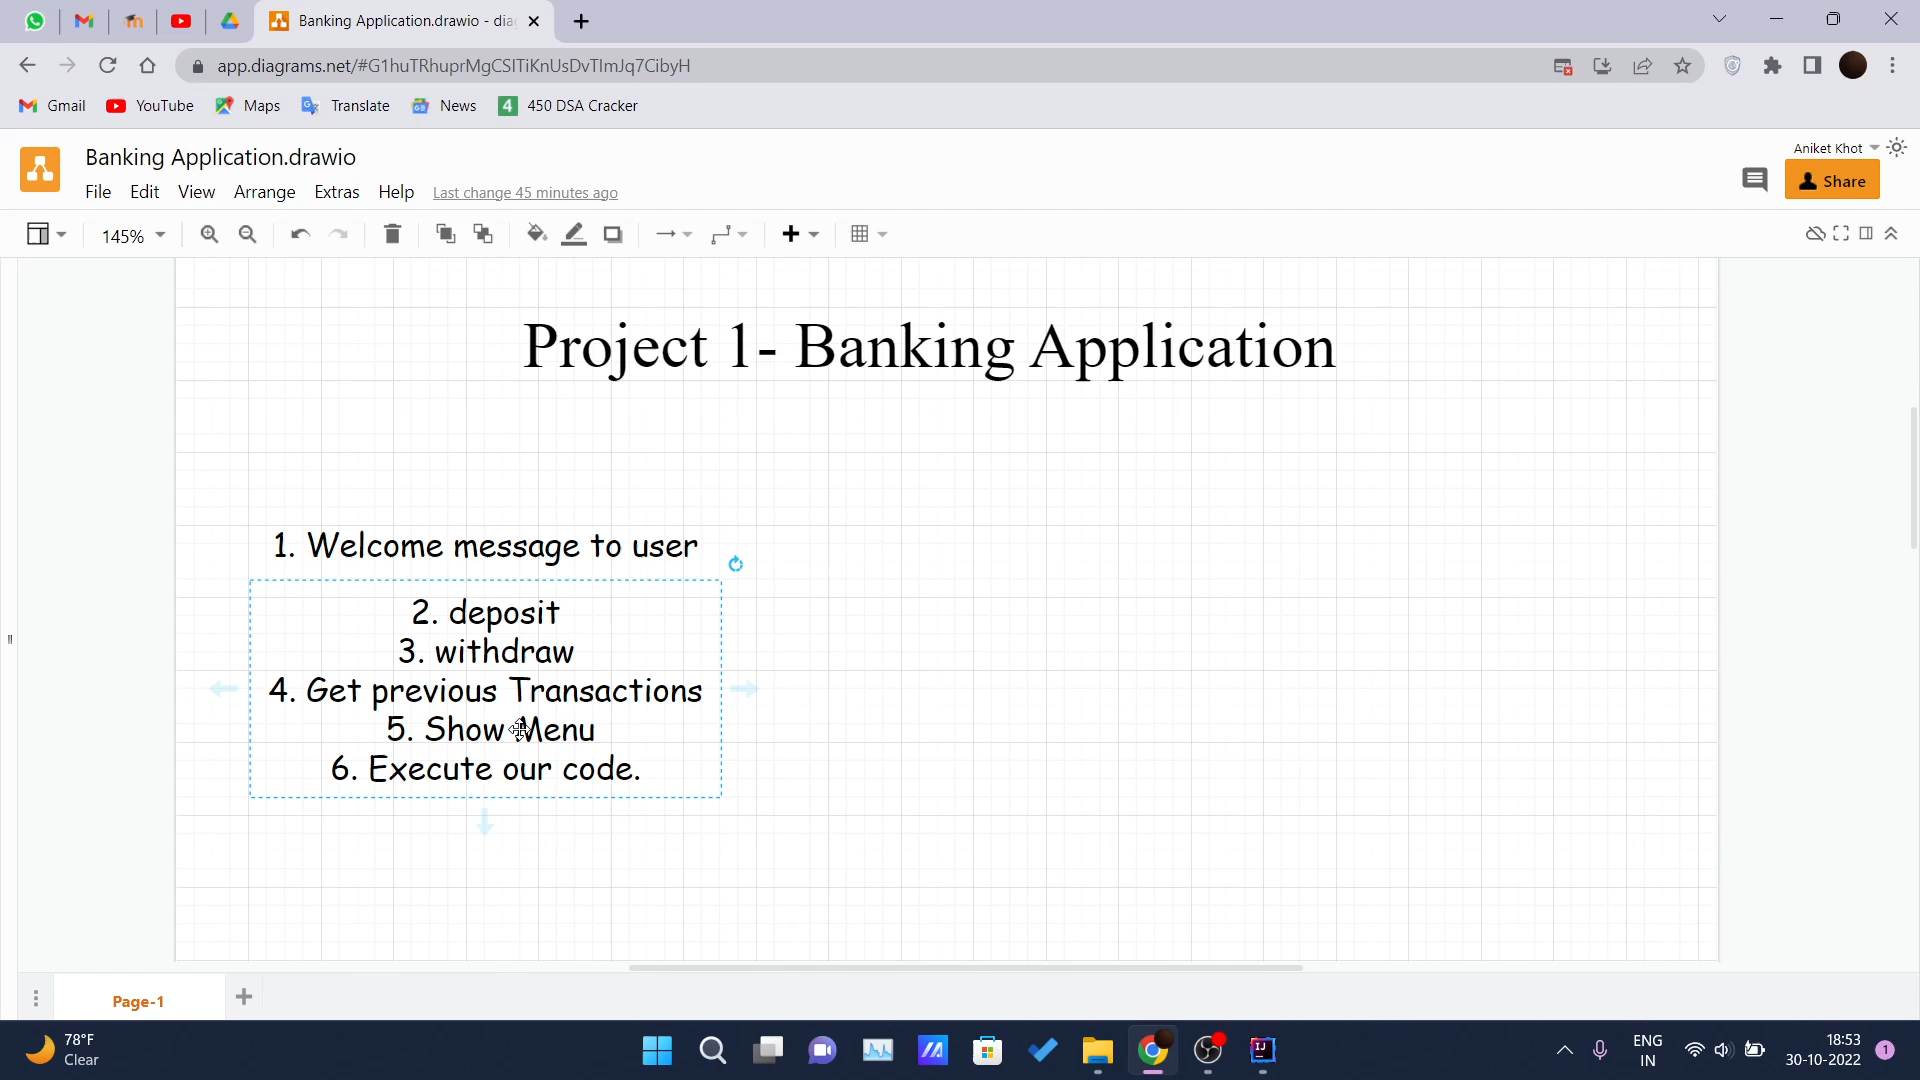 Banking Application.drawio - dia
app.diagrams.net/#G1huTRhuprMgCSITiKnUsDvTImJq7CibyH
Gmail
YouTube
Maps
Translate
News
4
450 DSA Cracker
Banking Application.drawio
Aniket Khot
File
Edit
View
Arrange
Extras
Help
Last change 45 minutes ago
Share
145%
Project 1- Banking Application
1. Welcome message to user
2. deposit
3. withdraw
4. Get previous Transactions
5. Show Menu
6. Execute our code.
Page-1
78°F
Clear
IJ
ENG
IN
18:53
30-10-2022
1